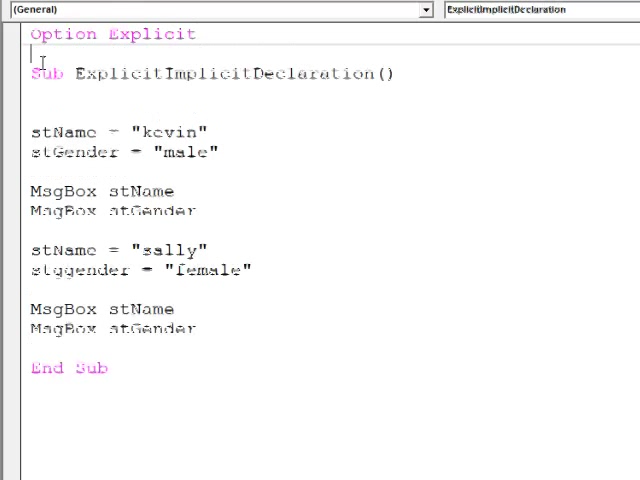 (General)
ExplicitImplicitDeclaration
Option Explicit
Sub ExplicitImplicitDeclaration()
stName = "kevin"
stGender = "male"
MsgBox stName
MsgBox stGender
stName = "sally"
stggender = "female"
MsgBox stName
MsgBox stGender
End Sub